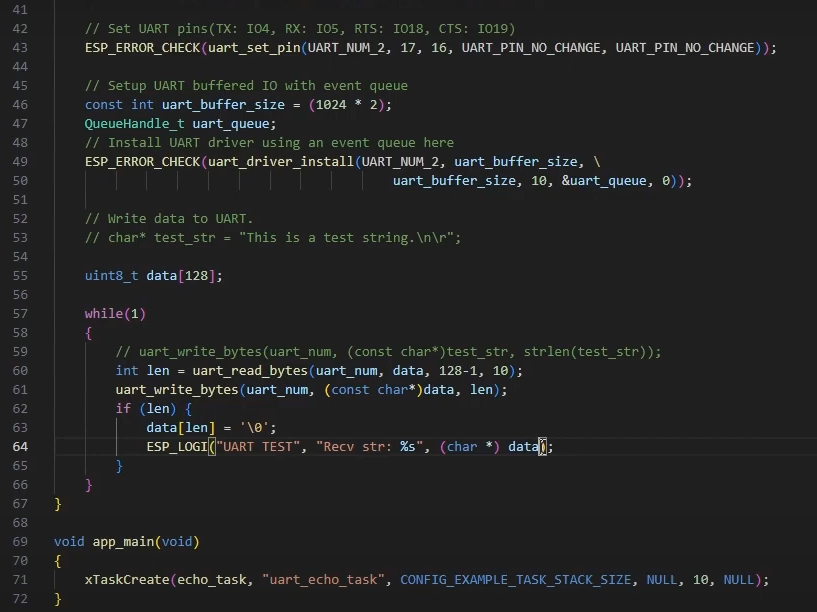 41
42 // Set UART pins(TX: IO4, RX: IO5, RTS: IO18, CTS: IO19)
43 ESP_ERROR_CHECK(uart_set_pin(UART_NUM_2, 17, 16, UART_PIN_NO_CHANGE, UART_PIN_NO_CHANGE));
44
45 // Setup UART buffered IO with event queue
46 const int uart_buffer_size = (1024 * 2);
47 QueueHandle_t uart_queue;
48 // Install UART driver using an event queue here
49 ESP_ERROR_CHECK(uart_driver_install(UART_NUM_2, uart_buffer_size, \
50 uart_buffer_size, 10, &uart_queue, 0));
51
52 // Write data to UART.
53 // char* test_str = "This is a test string.\n\r";
54
55 uint8_t data[128];
56
57 while(1)
58 {
59 // uart_write_bytes(uart_num, (const char*)test_str, strlen(test_str));
60 int len = uart_read_bytes(uart_num, data, 128-1, 10);
61 uart_write_bytes(uart_num, (const char*)data, len);
62 if (len) {
63 data[len] = '\0';
64 ESP_LOGI("UART TEST", "Recv str: %s", (char *) data);
65 }
66 }
67 }
68
69 void app_main(void)
70 {
71 xTaskCreate(echo_task, "uart_echo_task", CONFIG_EXAMPLE_TASK_STACK_SIZE, NULL, 10, NULL);
72 }